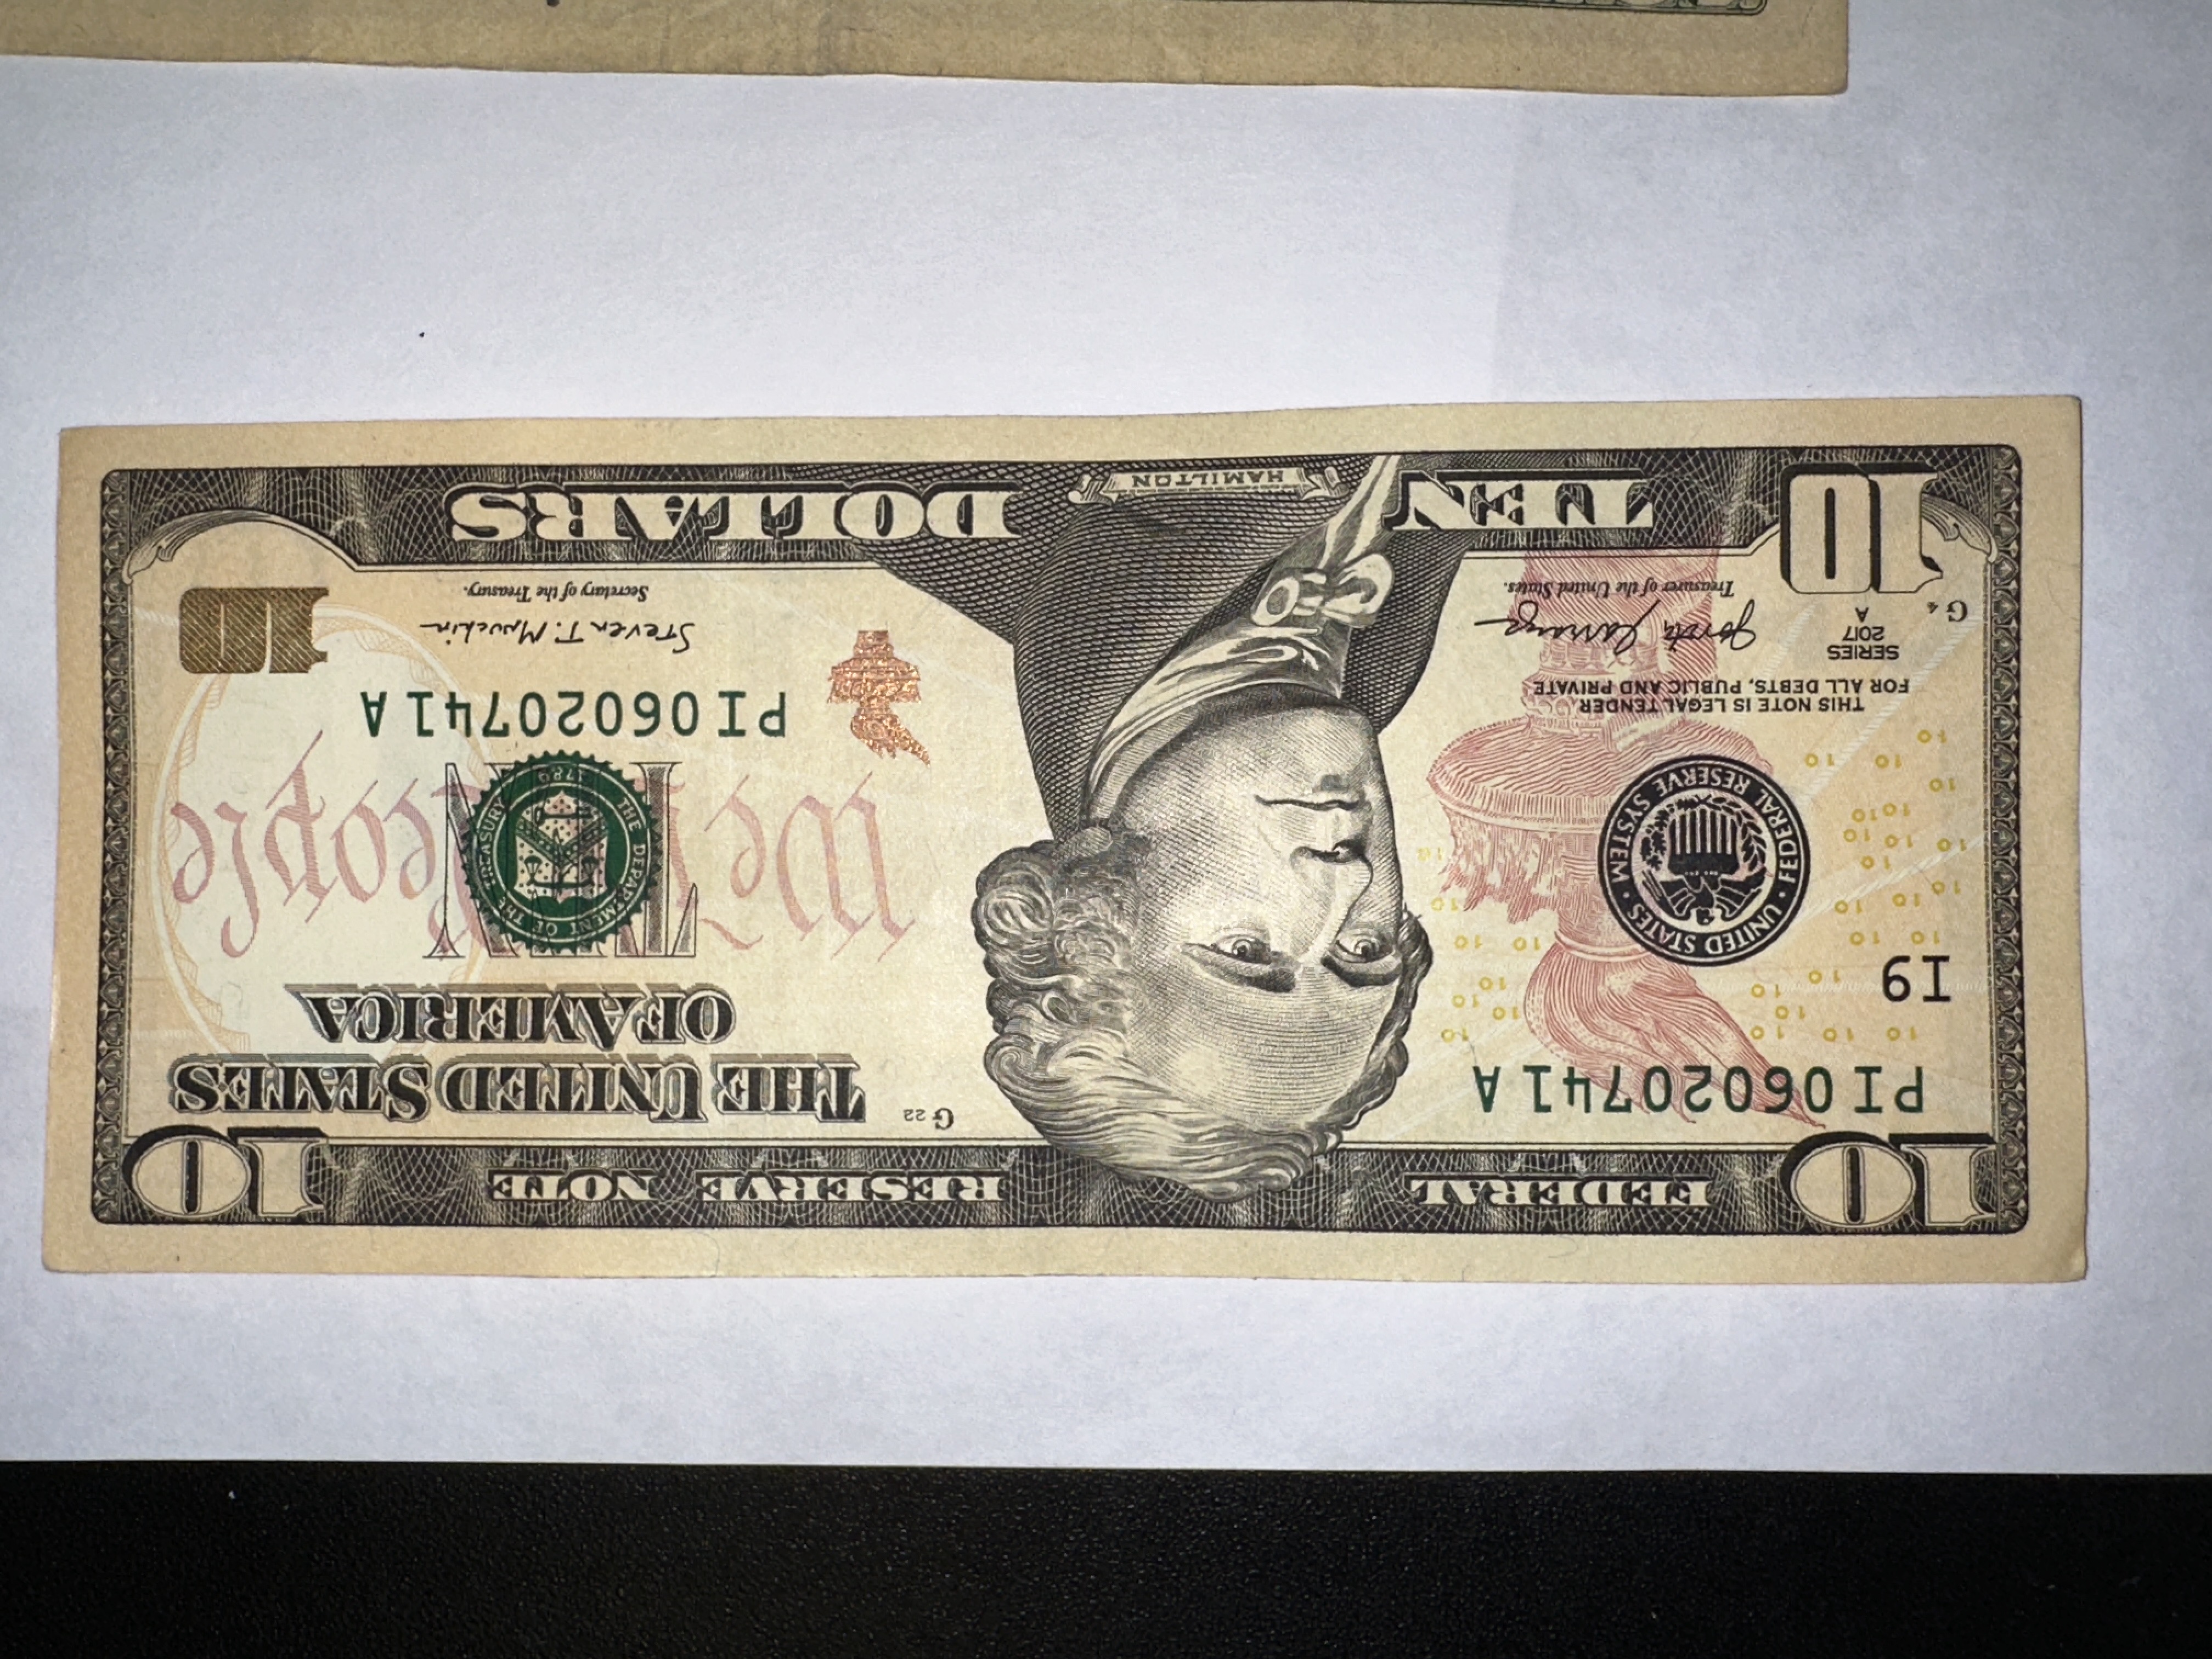 FEDERAL RESERVE NOTE
10
10
PI 06020741 A
G 22
THE UNITED STATES
OF AMERICA
I9
UNITED STATES FEDERAL RESERVE SYSTEM
We the People
TEN
THE DEPARTMENT OF THE TREASURY
1789
THIS NOTE IS LEGAL TENDER
FOR ALL DEBTS, PUBLIC AND PRIVATE
PI 06020741 A
SERIES
2017
A
Treasurer of the United States.
Steven T. Mnuchin
Secretary of the Treasury.
G 4
10
10
TEN
HAMILTON
DOLLARS